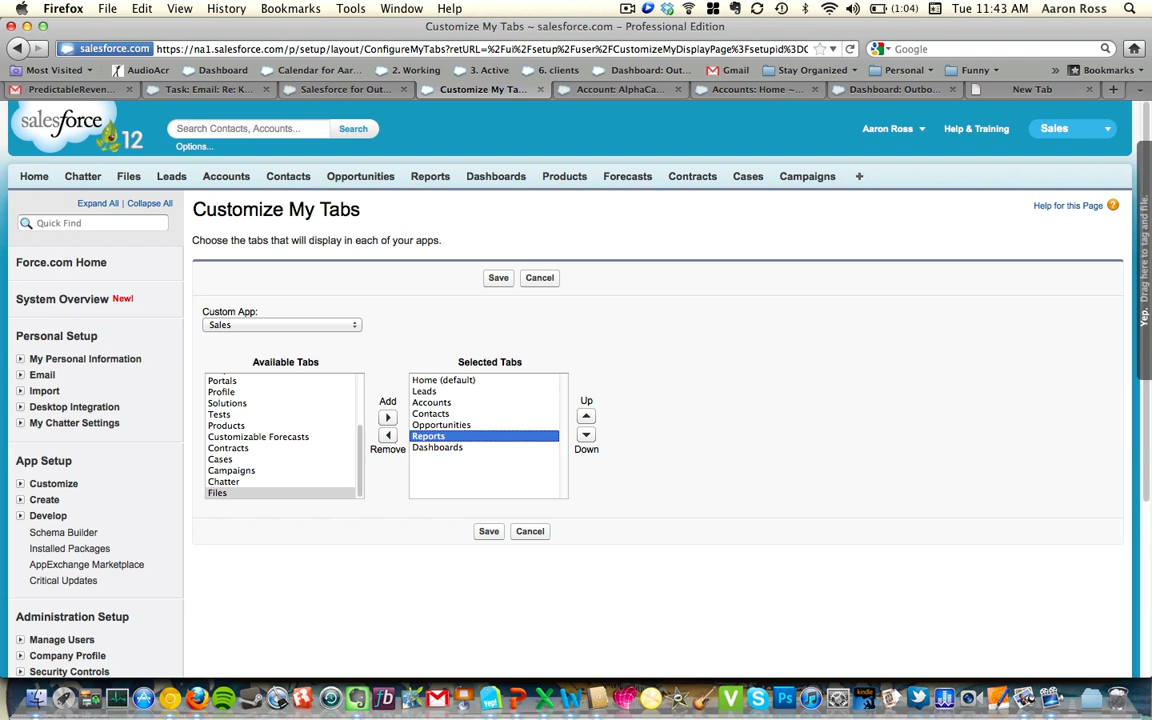 Firefox File Edit View History Bookmarks Tools Window Help (1:04) Tue 11:43 AM Aaron Ross
Customize My Tabs ~ salesforce.com - Professional Edition
salesforce.com https://na1.salesforce.com/p/setup/layout/ConfigureMyTabs?retURL=%2Fui%2Fsetup%2Fuser%2FCustomizeMyDisplayPage%3Fsetupid%3DC Google
Most Visited AudioAcr Dashboard Calendar for Aar... 2. Working 3. Active 6. clients Dashboard: Out... Gmail Stay Organized Personal Funny » Bookmarks
PredictableReven... Task: Email: Re: K... Salesforce for Out... Customize My Ta... Account: AlphaCa... Accounts: Home ~... Dashboard: Outbo... New Tab
salesforce 12
Search Contacts, Accounts... Search
Options...
Aaron Ross Help & Training Sales
Home Chatter Files Leads Accounts Contacts Opportunities Reports Dashboards Products Forecasts Contracts Cases Campaigns +
Expand All | Collapse All
Quick Find
Force.com Home
System Overview New!
Personal Setup
My Personal Information
Email
Import
Desktop Integration
My Chatter Settings
App Setup
Customize
Create
Develop
Schema Builder
Installed Packages
AppExchange Marketplace
Critical Updates
Administration Setup
Manage Users
Company Profile
Security Controls
Customize My Tabs
Help for this Page ?
Choose the tabs that will display in each of your apps.
Save Cancel
Custom App:
Sales
Available Tabs
Portals
Profile
Solutions
Tests
Products
Customizable Forecasts
Contracts
Cases
Campaigns
Chatter
Files
Add
Remove
Selected Tabs
Home (default)
Leads
Accounts
Contacts
Opportunities
Reports
Dashboards
Up
Down
Save Cancel
Yep. Drag here to tag and file.